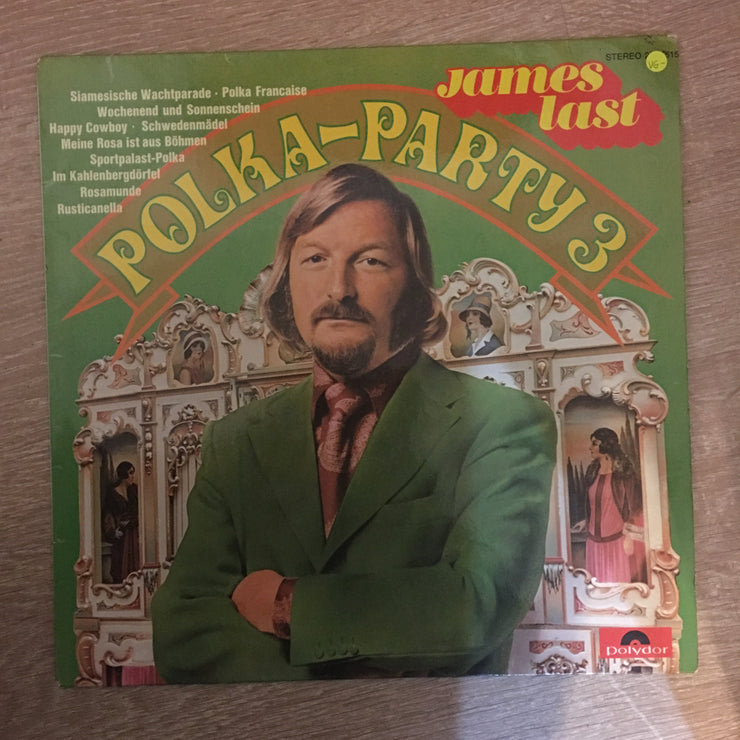 STEREO
VG-
James
last
Siamesische Wachtparade · Polka Francaise
Wochenend und Sonnenschein
Happy Cowboy · Schwedenmädel
Meine Rosa ist aus Böhmen
Sportpalast-Polka
Im Kahlenbergdörfel
Rosamunde
Rusticanella
POLKA-PARTY 3
polydor